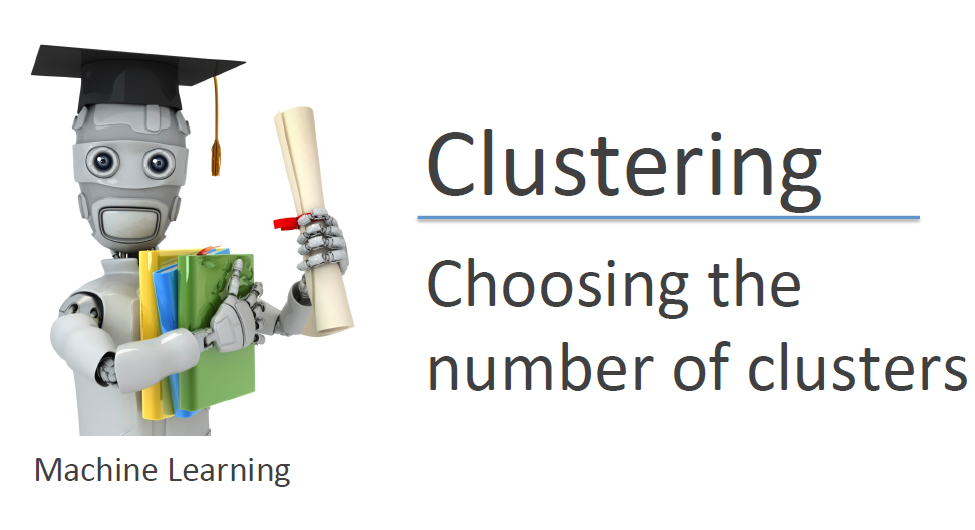 Clustering
Choosing the
number of clusters
Machine Learning